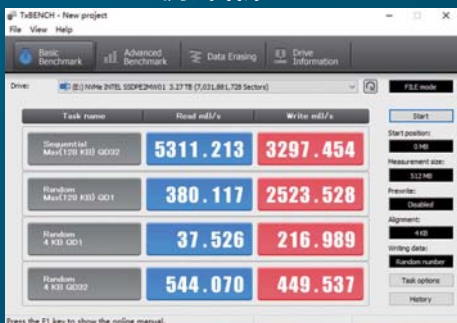 TxBENCH - New project
File View Help
Basic Benchmark
Advanced Benchmark
Data Erasing
Drive Information
Drive: (E:) NVMe INTEL SSDPE2MW01 3.27 TB (7,031,881,728 Sectors)
FILE mode
Task name Read mB/s Write mB/s
Start
Sequential
Max(128 KB) QD32
5311.213 3297.454
Start position:
0 MB
Measurement size:
512 MB
Random
Max(128 KB) QD1
380.117 2523.528
Prewrite:
Disabled
Alignment:
4 KB
Random
4 KB QD1
37.526 216.989
Writing data:
Random number
Random
4 KB QD32
544.070 449.537
Task options
History
Press the F1 key to show the online manual.